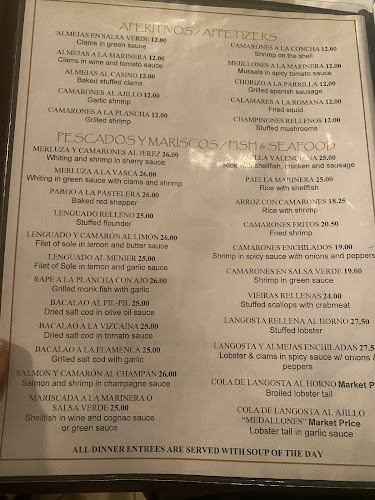 APERITIVOS / APPETIZERS
ALMEJAS EN SALSA VERDE 12.00
Clams in green sauce
ALMEJAS A LA MARINERA 12.00
Clams in wine and tomato sauce
ALMEJAS AL CASINO 12.00
Baked stuffed clams
CAMARONES AL AJILLO 12.00
Garlic shrimp
CAMARONES A LA PLANCHA 12.00
Grilled shrimp
CAMARONES A LA CONCHA 12.00
Shrimp on the shell
MEJILLONES A LA MARINERA 12.00
Mussels in spicy tomato sauce
CHORIZO A LA PARRILLA 12.00
Grilled spanish sausage
CALAMARES A LA ROMANA 12.00
Fried squid
CHAMPINONES RELLENOS 12.00
Stuffed mushrooms
PESCADOS Y MARISCOS / FISH & SEAFOOD
MERLUZA Y CAMARONES AL JEREZ 26.00
Whiting and shrimp in sherry sauce
MERLUZA A LA VASCA 26.00
Whiting in green sauce with clams and shrimp
PARGO A LA PASTELERA 26.00
Baked red snapper
LENGUADO RELLENO 25.00
Stuffed flounder
LENGUADO Y CAMARÓN AL LIMÓN 26.00
Filet of sole in lemon and butter sauce
LENGUADO AL MENIER 25.00
Filet of Sole in lemon and garlic sauce
RAPE A LA PLANCHA CON AJO 26.00
Grilled monk fish with garlic
BACALAO AL PIL-PIL 25.00
Dried salt cod in olive oil sauce
BACALAO A LA VIZCAINA 25.00
Dried salt cod in tomato sauce
BACALAO A LA FLAMENCA 25.00
Grilled salt cod with garlic
SALMON Y CAMARÓN AL CHAMPÁN 26.00
Salmon and shrimp in champagne sauce
MARISCADA A LA MARINERA Ó
SALSA VERDE 25.00
Shellfish in wine and cognac sauce
or green sauce
PAELLA VALENCIANA 25.00
Rice with shellfish, chicken and sausage
PAELLA MARINERA 25.00
Rice with shellfish
ARROZ CON CAMARONES 18.25
Rice with shrimp
CAMARONES FRITOS 20.50
Fried shrimp
CAMARONES ENCHILADOS 19.00
Shrimp in spicy sauce with onions and peppers
CAMARONES EN SALSA VERDE 19.00
Shrimp in green sauce
VIEIRAS RELLENAS 24.00
Stuffed scallops with crabmeat
LANGOSTA RELLENA AL HORNO 27.50
Stuffed lobster
LANGOSTA Y ALMEJAS ENCHILADAS 27.50
Lobster & clams in spicy sauce w/ onions &
peppers
COLA DE LANGOSTA AL HORNO Market Price
Broiled lobster tail
COLA DE LANGOSTA AL AJILLO
"MEDALLONES" Market Price
Lobster tail in garlic sauce
ALL DINNER ENTREES ARE SERVED WITH SOUP OF THE DAY